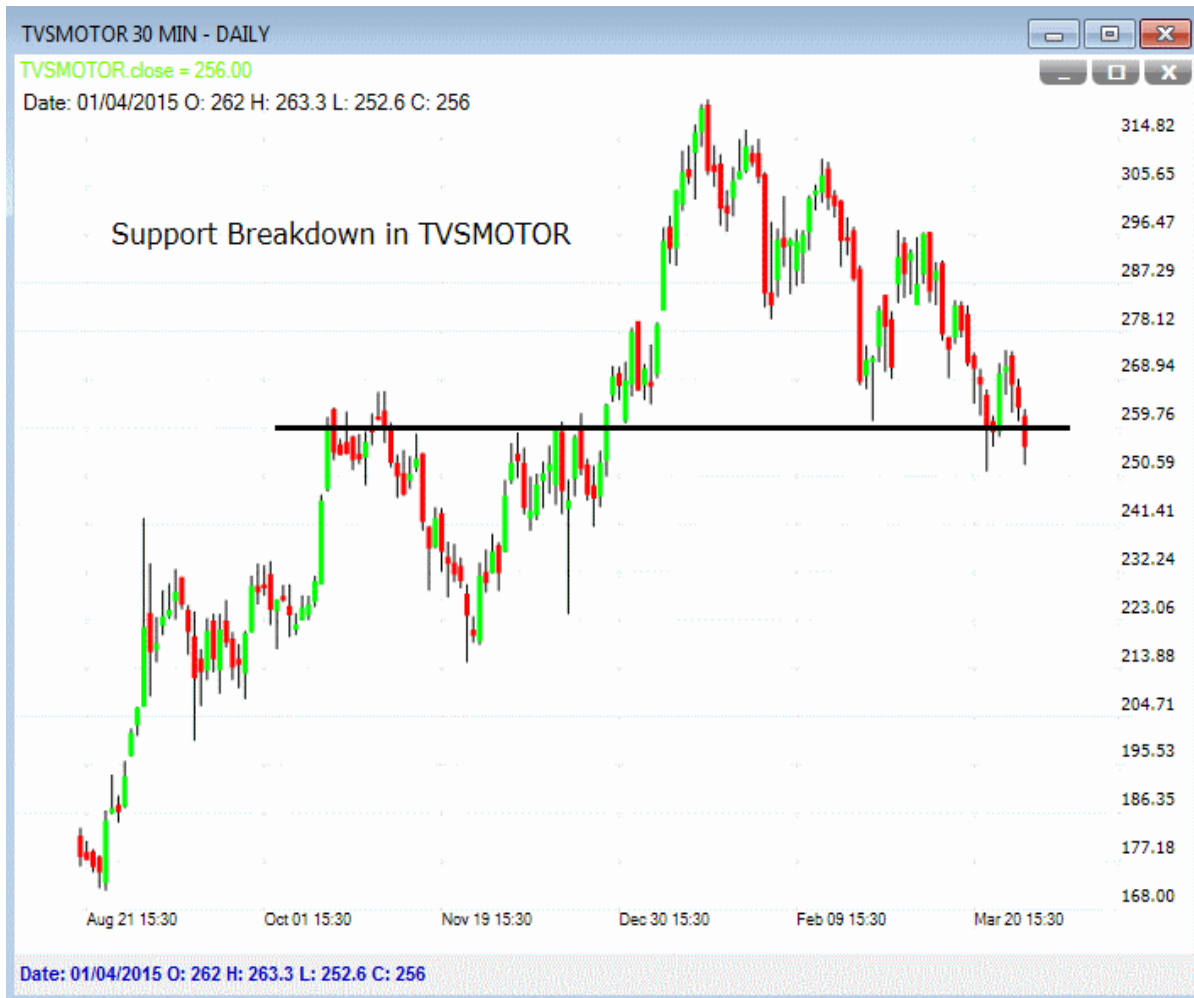 TVSMOTOR 30 MIN - DAILY
TVSMOTOR.close = 256.00
Date: 01/04/2015 O: 262 H: 263.3 L: 252.6 C: 256
314.82
305.65
Support Breakdown in TVSMOTOR
296.47
287.29
278.12
268.94
259.76
250.59
241.41
232.24
223.06
213.88
204.71
195.53
186.35
177.18
168.00
Aug 21 15:30 Oct 01 15:30 Nov 19 15:30 Dec 30 15:30 Feb 09 15:30 Mar 20 15:30
Date: 01/04/2015 O: 262 H: 263.3 L: 252.6 C: 256